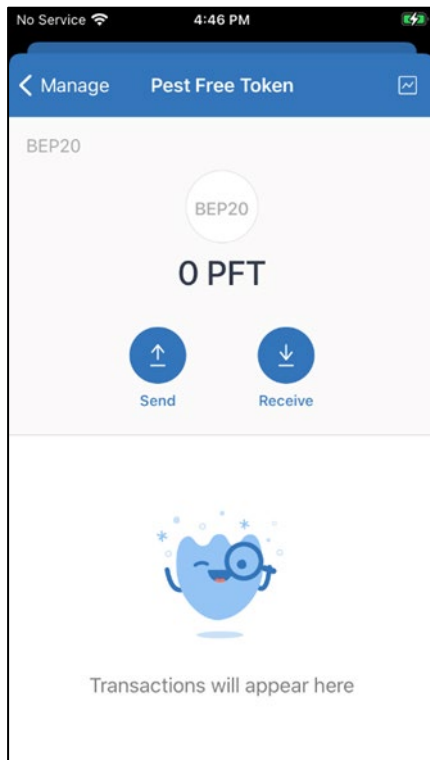 No Service 4:46 PM
Manage Pest Free Token
BEP20
BEP20
0 PFT
Send Receive
Transactions will appear here